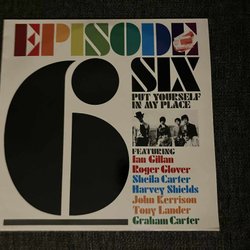 EPISODE
6
SIX
PUT YOURSELF
IN MY PLACE
FEATURING
Ian Gillan
Roger Glover
Sheila Carter
Harvey Shields
John Kerrison
Tony Lander
Graham Carter